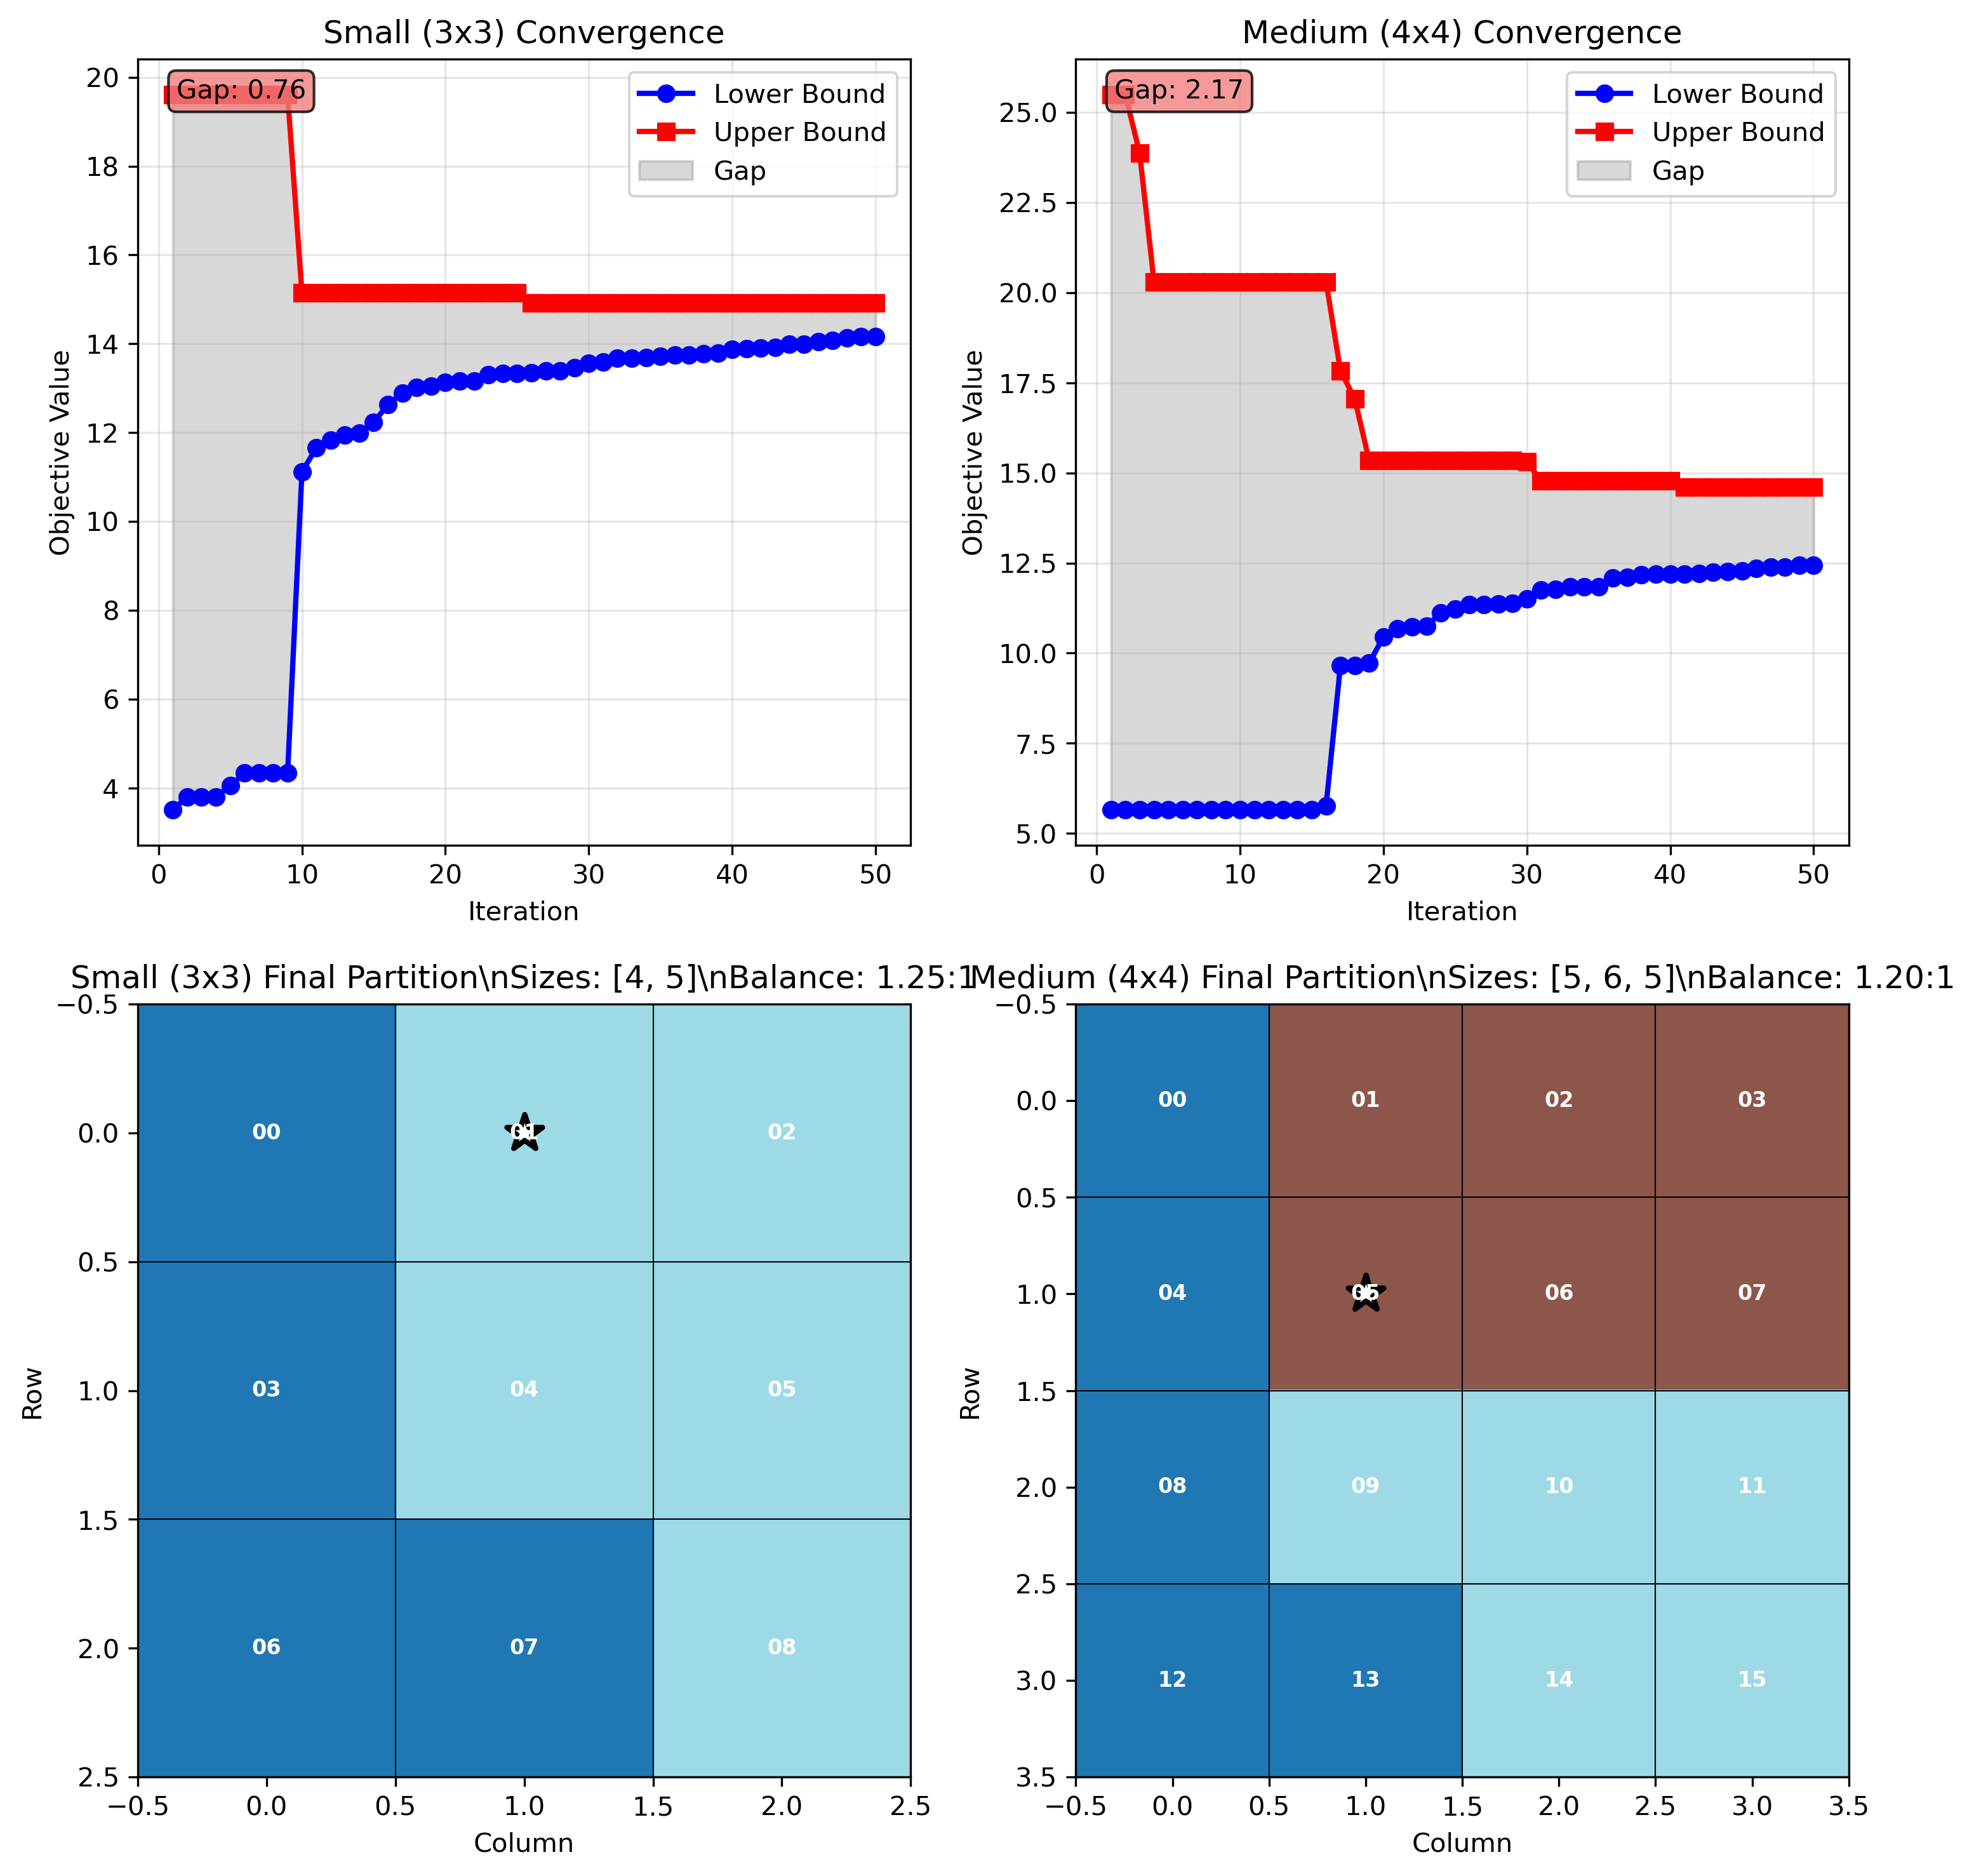 Small (3x3) Convergence
Gap: 0.76
Lower Bound
Upper Bound
Gap
20
18
16
14
12
10
8
6
4
Objective Value
0 10 20 30 40 50
Iteration
Medium (4x4) Convergence
Gap: 2.17
Lower Bound
Upper Bound
Gap
25.0
22.5
20.0
17.5
15.0
12.5
10.0
7.5
5.0
Objective Value
0 10 20 30 40 50
Iteration
Small (3x3) Final Partition\nSizes: [4, 5]\nBalance: 1.25:1
−0.5
0.0
0.5
1.0
1.5
2.0
2.5
Row
00 02
03 04 05
06 07 08
−0.5 0.0 0.5 1.0 1.5 2.0 2.5
Column
Medium (4x4) Final Partition\nSizes: [5, 6, 5]\nBalance: 1.20:1
−0.5
0.0
0.5
1.0
1.5
2.0
2.5
3.0
3.5
Row
00 01 02 03
04 05 06 07
08 09 10 11
12 13 14 15
−0.5 0.0 0.5 1.0 1.5 2.0 2.5 3.0 3.5
Column